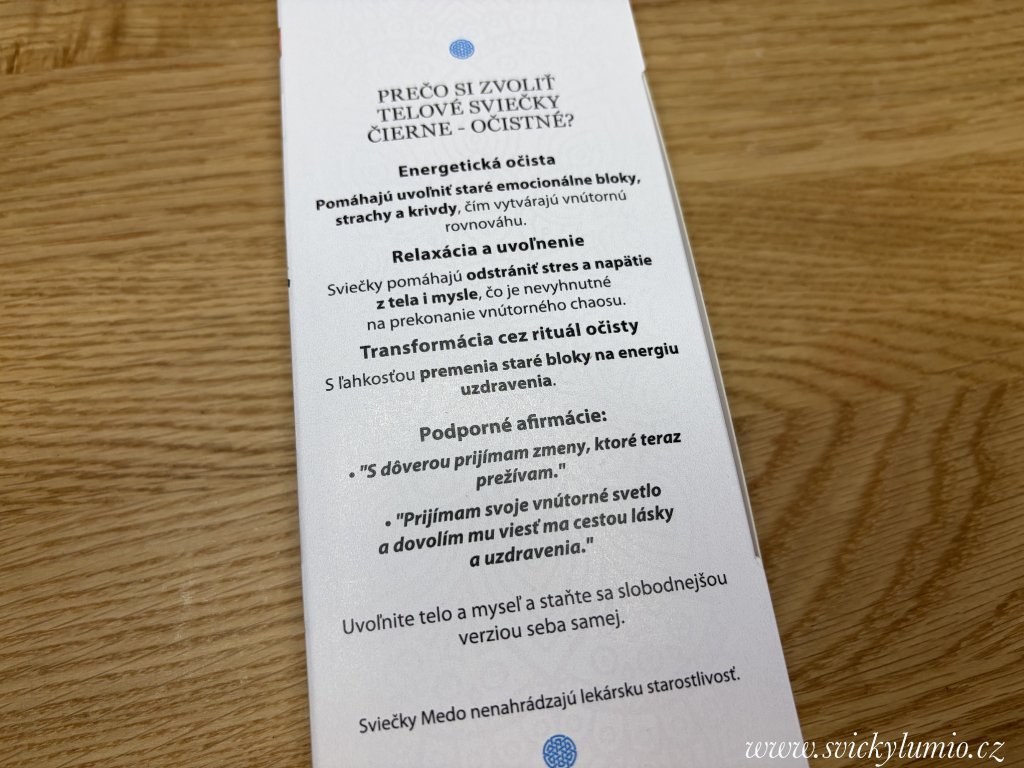 PREČO SI ZVOLIŤ
TELOVÉ SVIEČKY
ČIERNE - OČISTNÉ?
Energetická očista
Pomáhajú uvoľniť staré emocionálne bloky,
strachy a krivdy, čím vytvárajú vnútornú
rovnováhu.
Relaxácia a uvoľnenie
Sviečky pomáhajú odstrániť stres a napätie
z tela i mysle, čo je nevyhnutné
na prekonanie vnútorného chaosu.
Transformácia cez rituál očisty
S ľahkosťou premenia staré bloky na energiu
uzdravenia.
Podporné afirmácie:
• "S dôverou prijímam zmeny, ktoré teraz
prežívam."
• "Prijímam svoje vnútorné svetlo
a dovolím mu viesť ma cestou lásky
a uzdravenia."
Uvoľnite telo a myseľ a staňte sa slobodnejšou
verziou seba samej.
Sviečky Medo nenahrádzajú lekársku starostlivosť.
www.svickylumio.cz